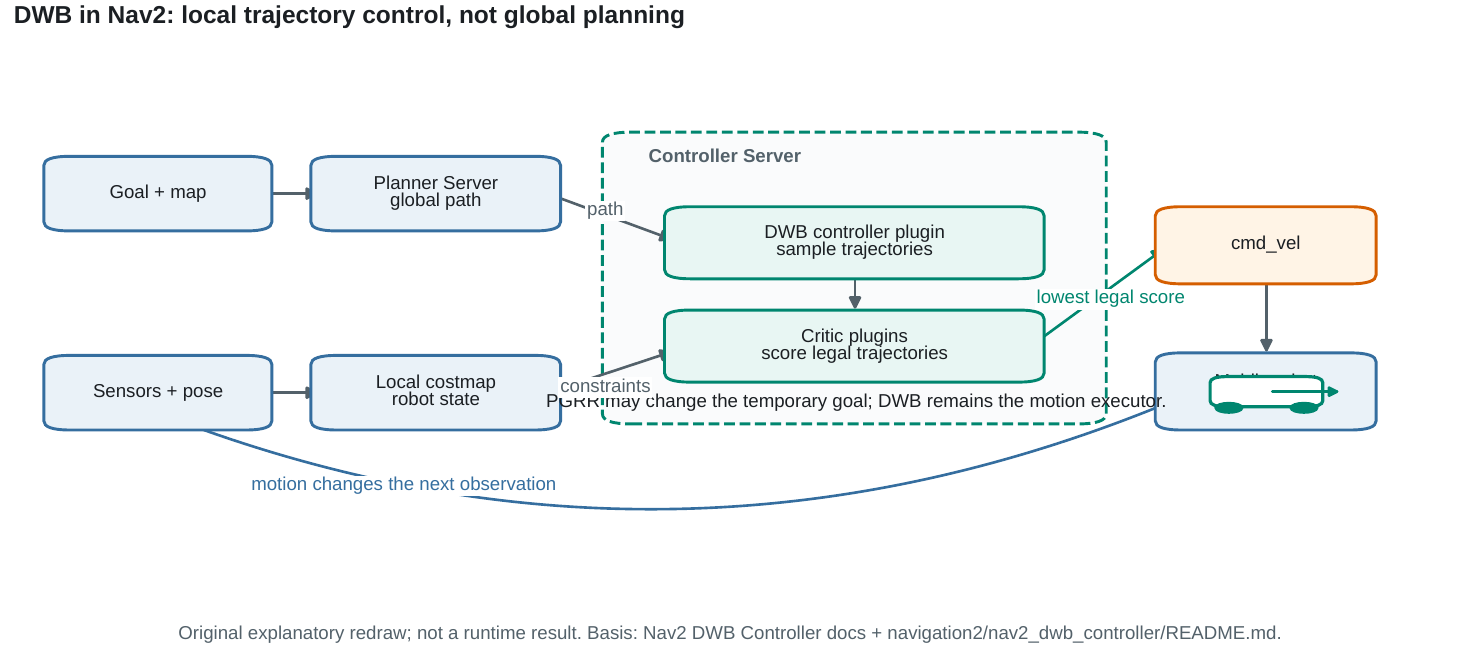 DWB in Nav2: local trajectory control, not global planning
Controller Server
Goal + map
Planner Server
global path
path
DWB controller plugin
sample trajectories
cmd_vel
lowest legal score
Critic plugins
score legal trajectories
Sensors + pose
Local costmap
robot state
constraints
PGRR may change the temporary goal; DWB remains the motion executor.
motion changes the next observation
Original explanatory redraw; not a runtime result. Basis: Nav2 DWB Controller docs + navigation2/nav2_dwb_controller/README.md.